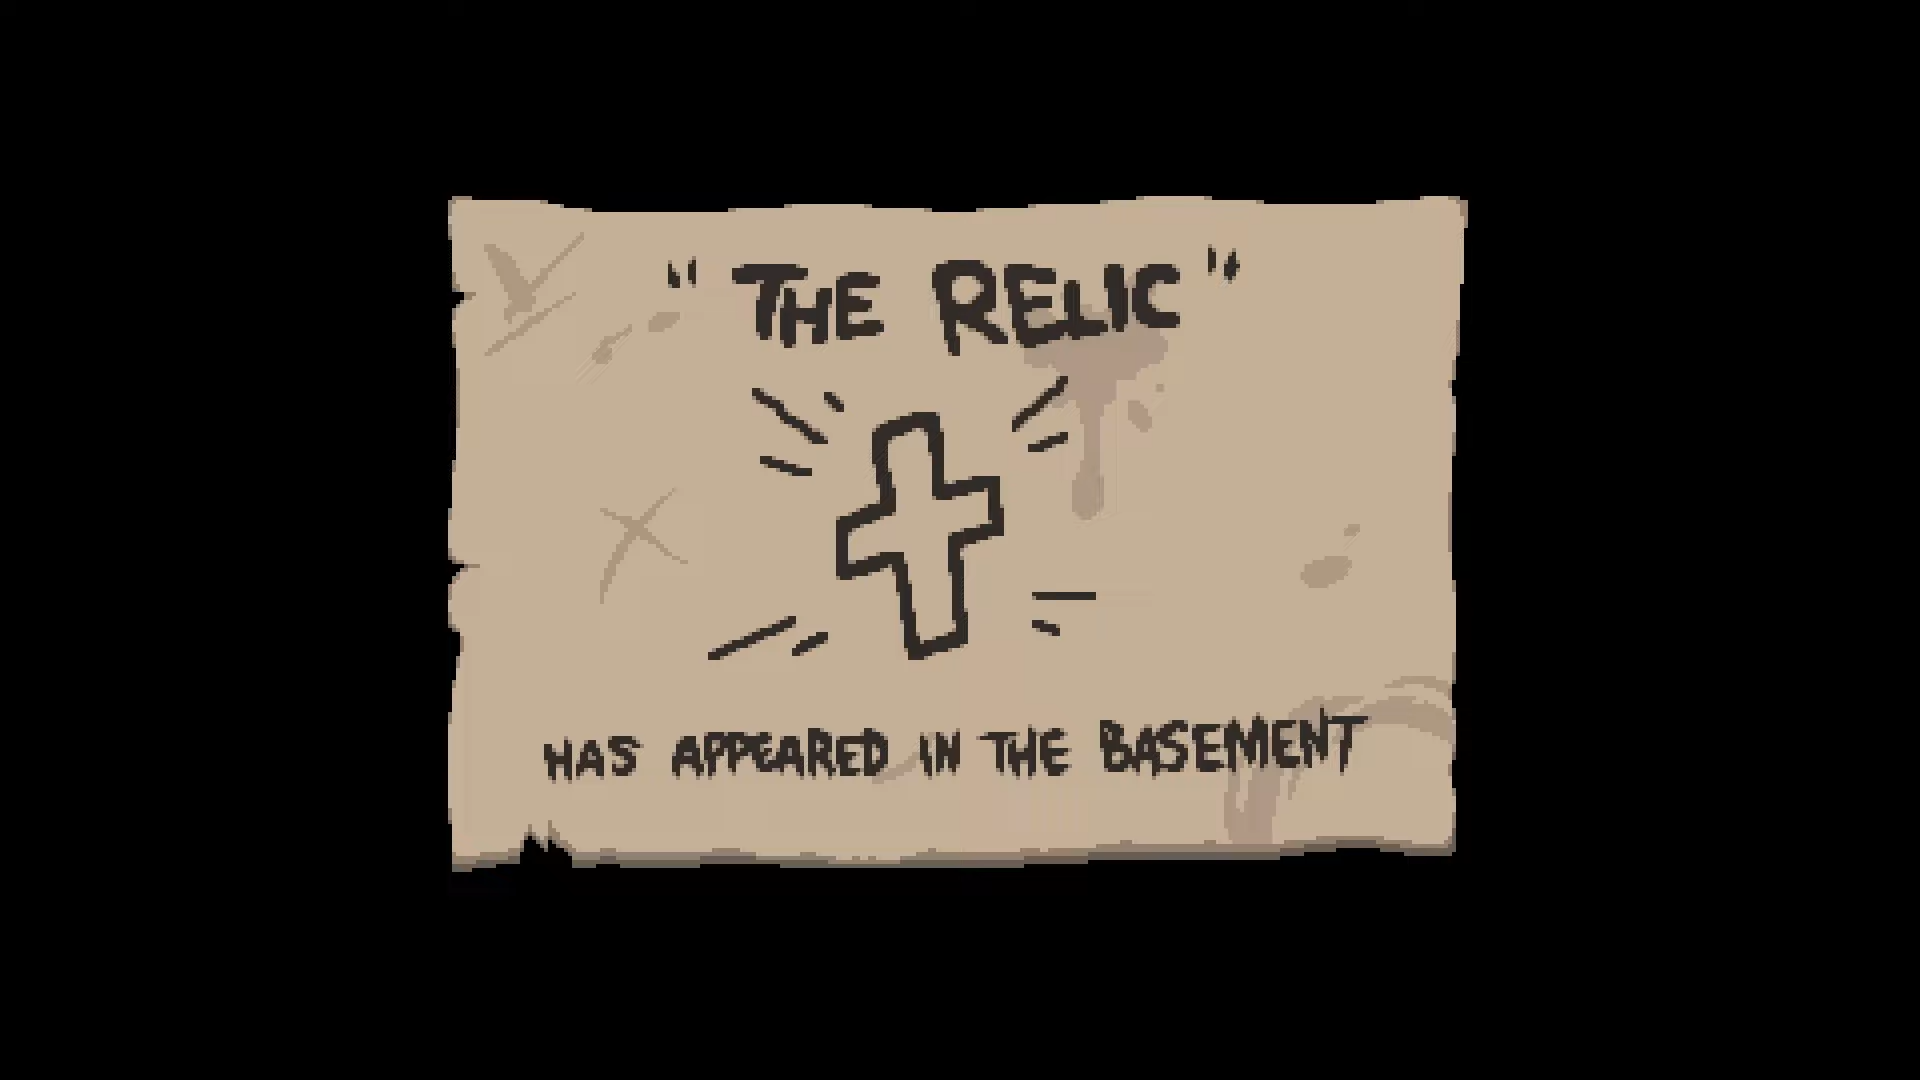 "THE RELIC"
HAS APPEARED IN THE BASEMENT